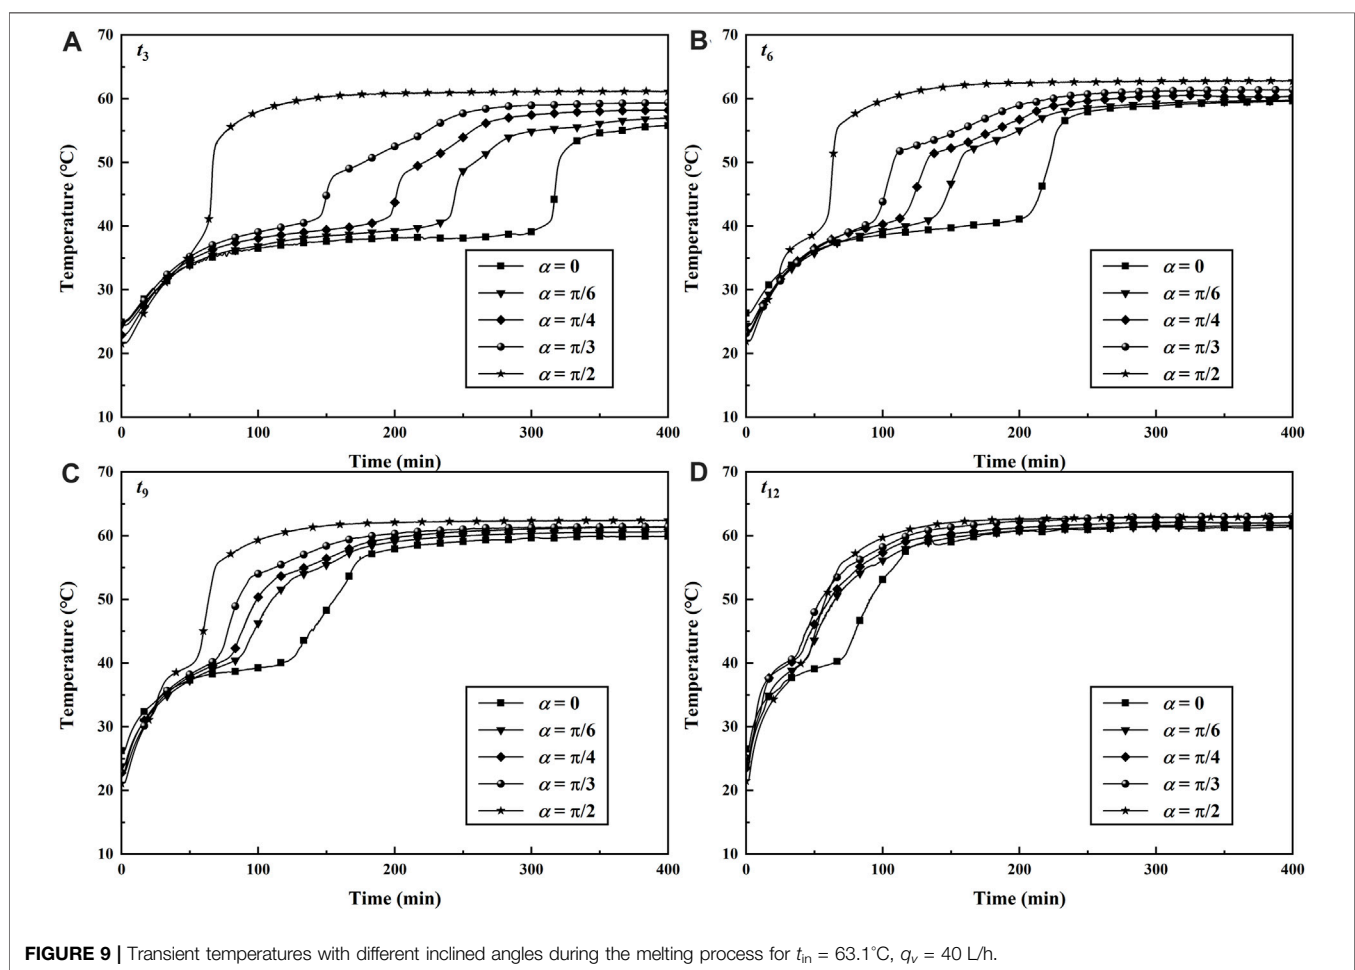 A
B
t3
t6
70
60
50
40
30
20
10
Temperature (°C)
α = 0
α = π/6
α = π/4
α = π/3
α = π/2
0
100
200
300
400
Time (min)
70
60
50
40
30
20
10
Temperature (°C)
α = 0
α = π/6
α = π/4
α = π/3
α = π/2
0
100
200
300
400
Time (min)
C
D
t9
t12
70
60
50
40
30
20
10
Temperature (°C)
α = 0
α = π/6
α = π/4
α = π/3
α = π/2
0
100
200
300
400
Time (min)
70
60
50
40
30
20
10
Temperature (°C)
α = 0
α = π/6
α = π/4
α = π/3
α = π/2
0
100
200
300
400
Time (min)
FIGURE 9 | Transient temperatures with different inclined angles during the melting process for tin = 63.1°C, qv = 40 L/h.